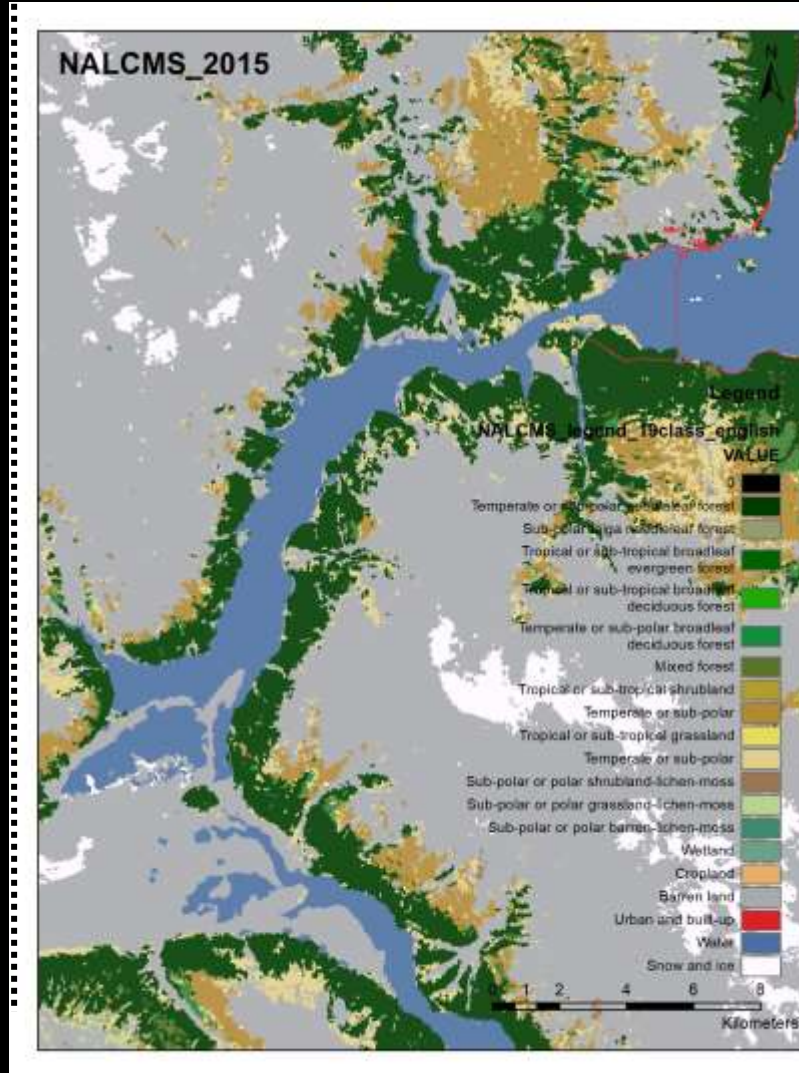 NALCMS_2015
N
Legend
NALCMS_legend_19class_english
VALUE
0
Temperate or sub-polar needleleaf forest
Sub-polar taiga needleleaf forest
Tropical or sub-tropical broadleaf
evergreen forest
Tropical or sub-tropical broadleaf
deciduous forest
Temperate or sub-polar broadleaf
deciduous forest
Mixed forest
Tropical or sub-tropical shrubland
Temperate or sub-polar
Tropical or sub-tropical grassland
Temperate or sub-polar
Sub-polar or polar shrubland-lichen-moss
Sub-polar or polar grassland-lichen-moss
Sub-polar or polar barren-lichen-moss
Wetland
Cropland
Barren land
Urban and built-up
Water
Snow and ice
0 1 2 4 6 8
Kilometers